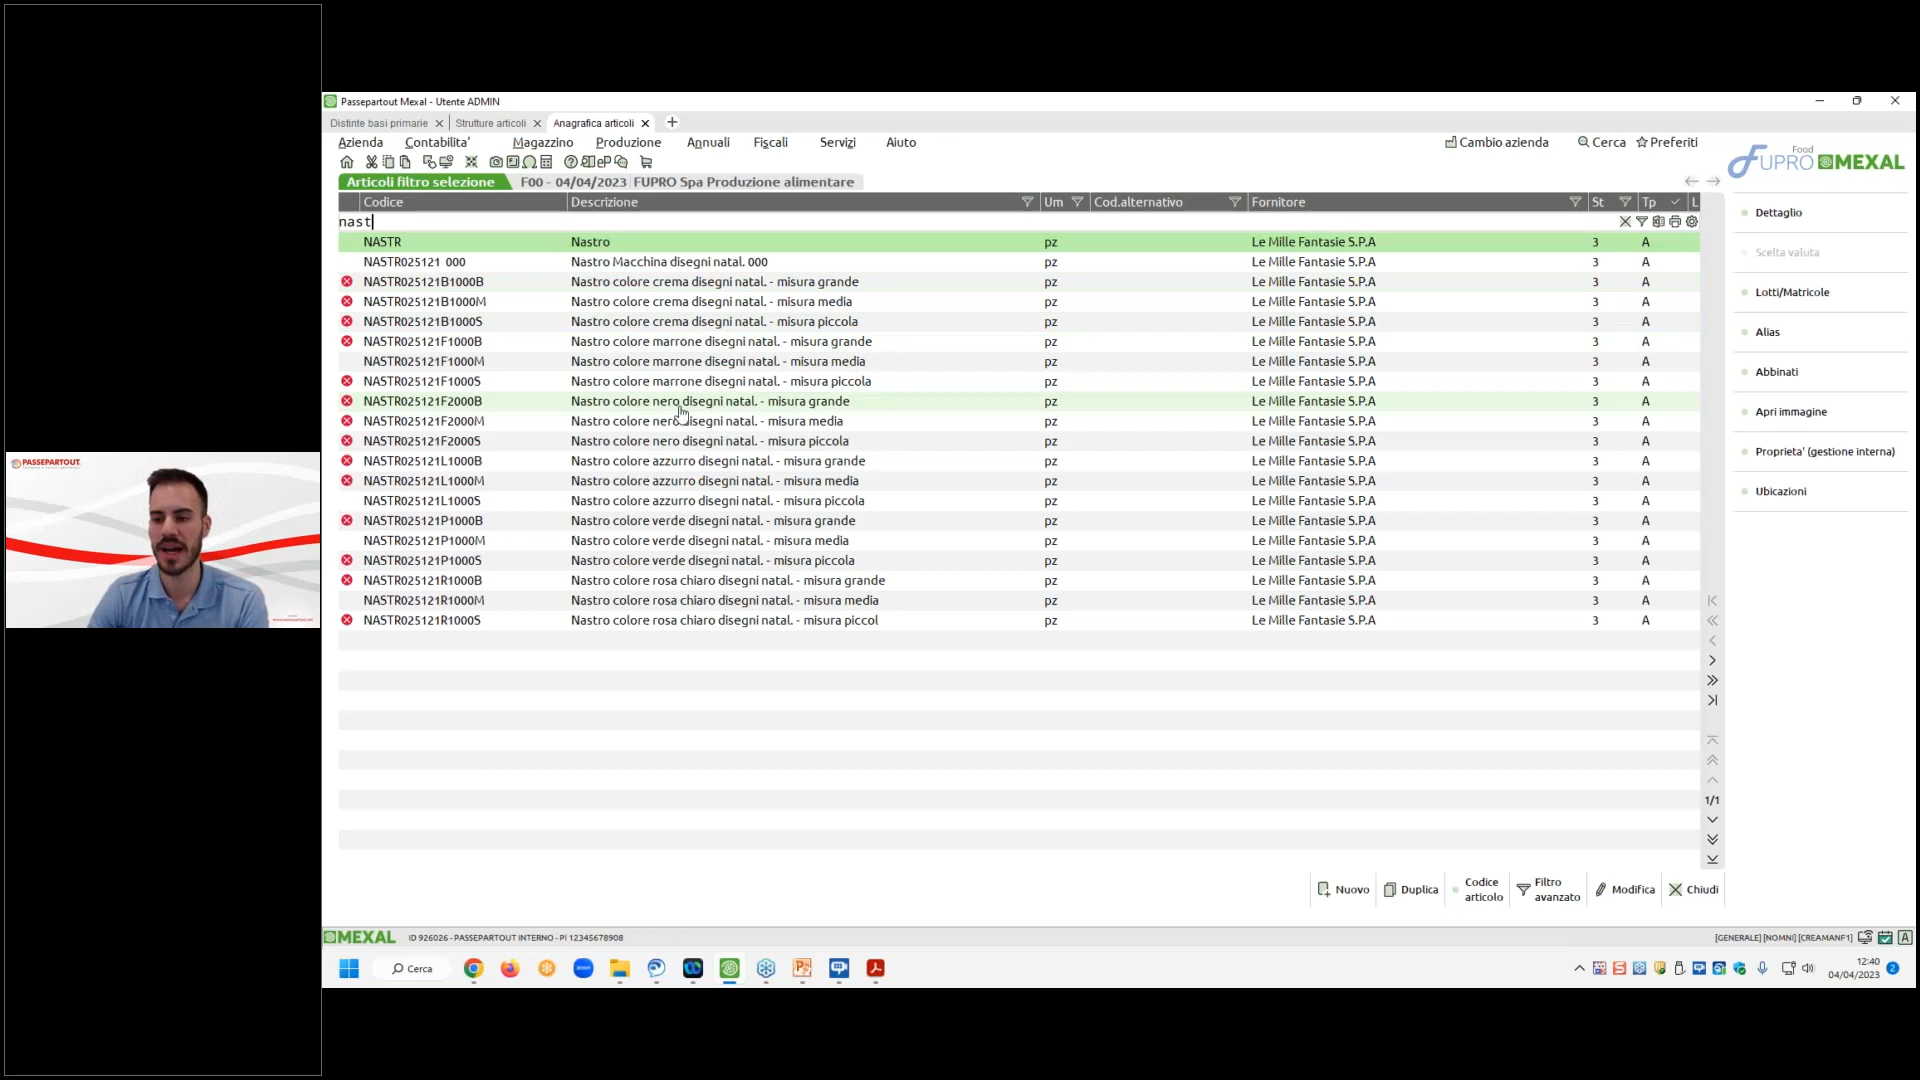 PASSEPARTOUT
Passepartout Mexal - Utente ADMIN
Distinte basi primarie
Strutture articoli
Anagrafica articoli
Azienda Contabilita' Magazzino Produzione Annuali Fiscali Servizi Aiuto
Cambio azienda Cerca Preferiti
Food
FUPRO MEXAL
Articoli filtro selezione F00 - 04/04/2023 FUPRO Spa Produzione alimentare
Codice Descrizione Um Cod.alternativo Fornitore St Tp L
nast
NASTR Nastro pz Le Mille Fantasie S.P.A 3 A
NASTR025121 000 Nastro Macchina disegni natal. 000 pz Le Mille Fantasie S.P.A 3 A
NASTR025121B1000B Nastro colore crema disegni natal. - misura grande pz Le Mille Fantasie S.P.A 3 A
NASTR025121B1000M Nastro colore crema disegni natal. - misura media pz Le Mille Fantasie S.P.A 3 A
NASTR025121B1000S Nastro colore crema disegni natal. - misura piccola pz Le Mille Fantasie S.P.A 3 A
NASTR025121F1000B Nastro colore marrone disegni natal. - misura grande pz Le Mille Fantasie S.P.A 3 A
NASTR025121F1000M Nastro colore marrone disegni natal. - misura media pz Le Mille Fantasie S.P.A 3 A
NASTR025121F1000S Nastro colore marrone disegni natal. - misura piccola pz Le Mille Fantasie S.P.A 3 A
NASTR025121F2000B Nastro colore nero disegni natal. - misura grande pz Le Mille Fantasie S.P.A 3 A
NASTR025121F2000M Nastro colore nero disegni natal. - misura media pz Le Mille Fantasie S.P.A 3 A
NASTR025121F2000S Nastro colore nero disegni natal. - misura piccola pz Le Mille Fantasie S.P.A 3 A
NASTR025121L1000B Nastro colore azzurro disegni natal. - misura grande pz Le Mille Fantasie S.P.A 3 A
NASTR025121L1000M Nastro colore azzurro disegni natal. - misura media pz Le Mille Fantasie S.P.A 3 A
NASTR025121L1000S Nastro colore azzurro disegni natal. - misura piccola pz Le Mille Fantasie S.P.A 3 A
NASTR025121P1000B Nastro colore verde disegni natal. - misura grande pz Le Mille Fantasie S.P.A 3 A
NASTR025121P1000M Nastro colore verde disegni natal. - misura media pz Le Mille Fantasie S.P.A 3 A
NASTR025121P1000S Nastro colore verde disegni natal. - misura piccola pz Le Mille Fantasie S.P.A 3 A
NASTR025121R1000B Nastro colore rosa chiaro disegni natal. - misura grande pz Le Mille Fantasie S.P.A 3 A
NASTR025121R1000M Nastro colore rosa chiaro disegni natal. - misura media pz Le Mille Fantasie S.P.A 3 A
NASTR025121R1000S Nastro colore rosa chiaro disegni natal. - misura piccol pz Le Mille Fantasie S.P.A 3 A
Dettaglio
Scelta valuta
Lotti/Matricole
Alias
Abbinati
Apri immagine
Proprieta' (gestione interna)
Ubicazioni
1/1
Nuovo
Duplica
Codice articolo
Filtro avanzato
Modifica
Chiudi
MEXAL ID 926026 - PASSEPARTOUT INTERNO - PI 12345678908
[GENERALE] [NOMNI] [CREAMANF1] A
Cerca
12:40
04/04/2023
2